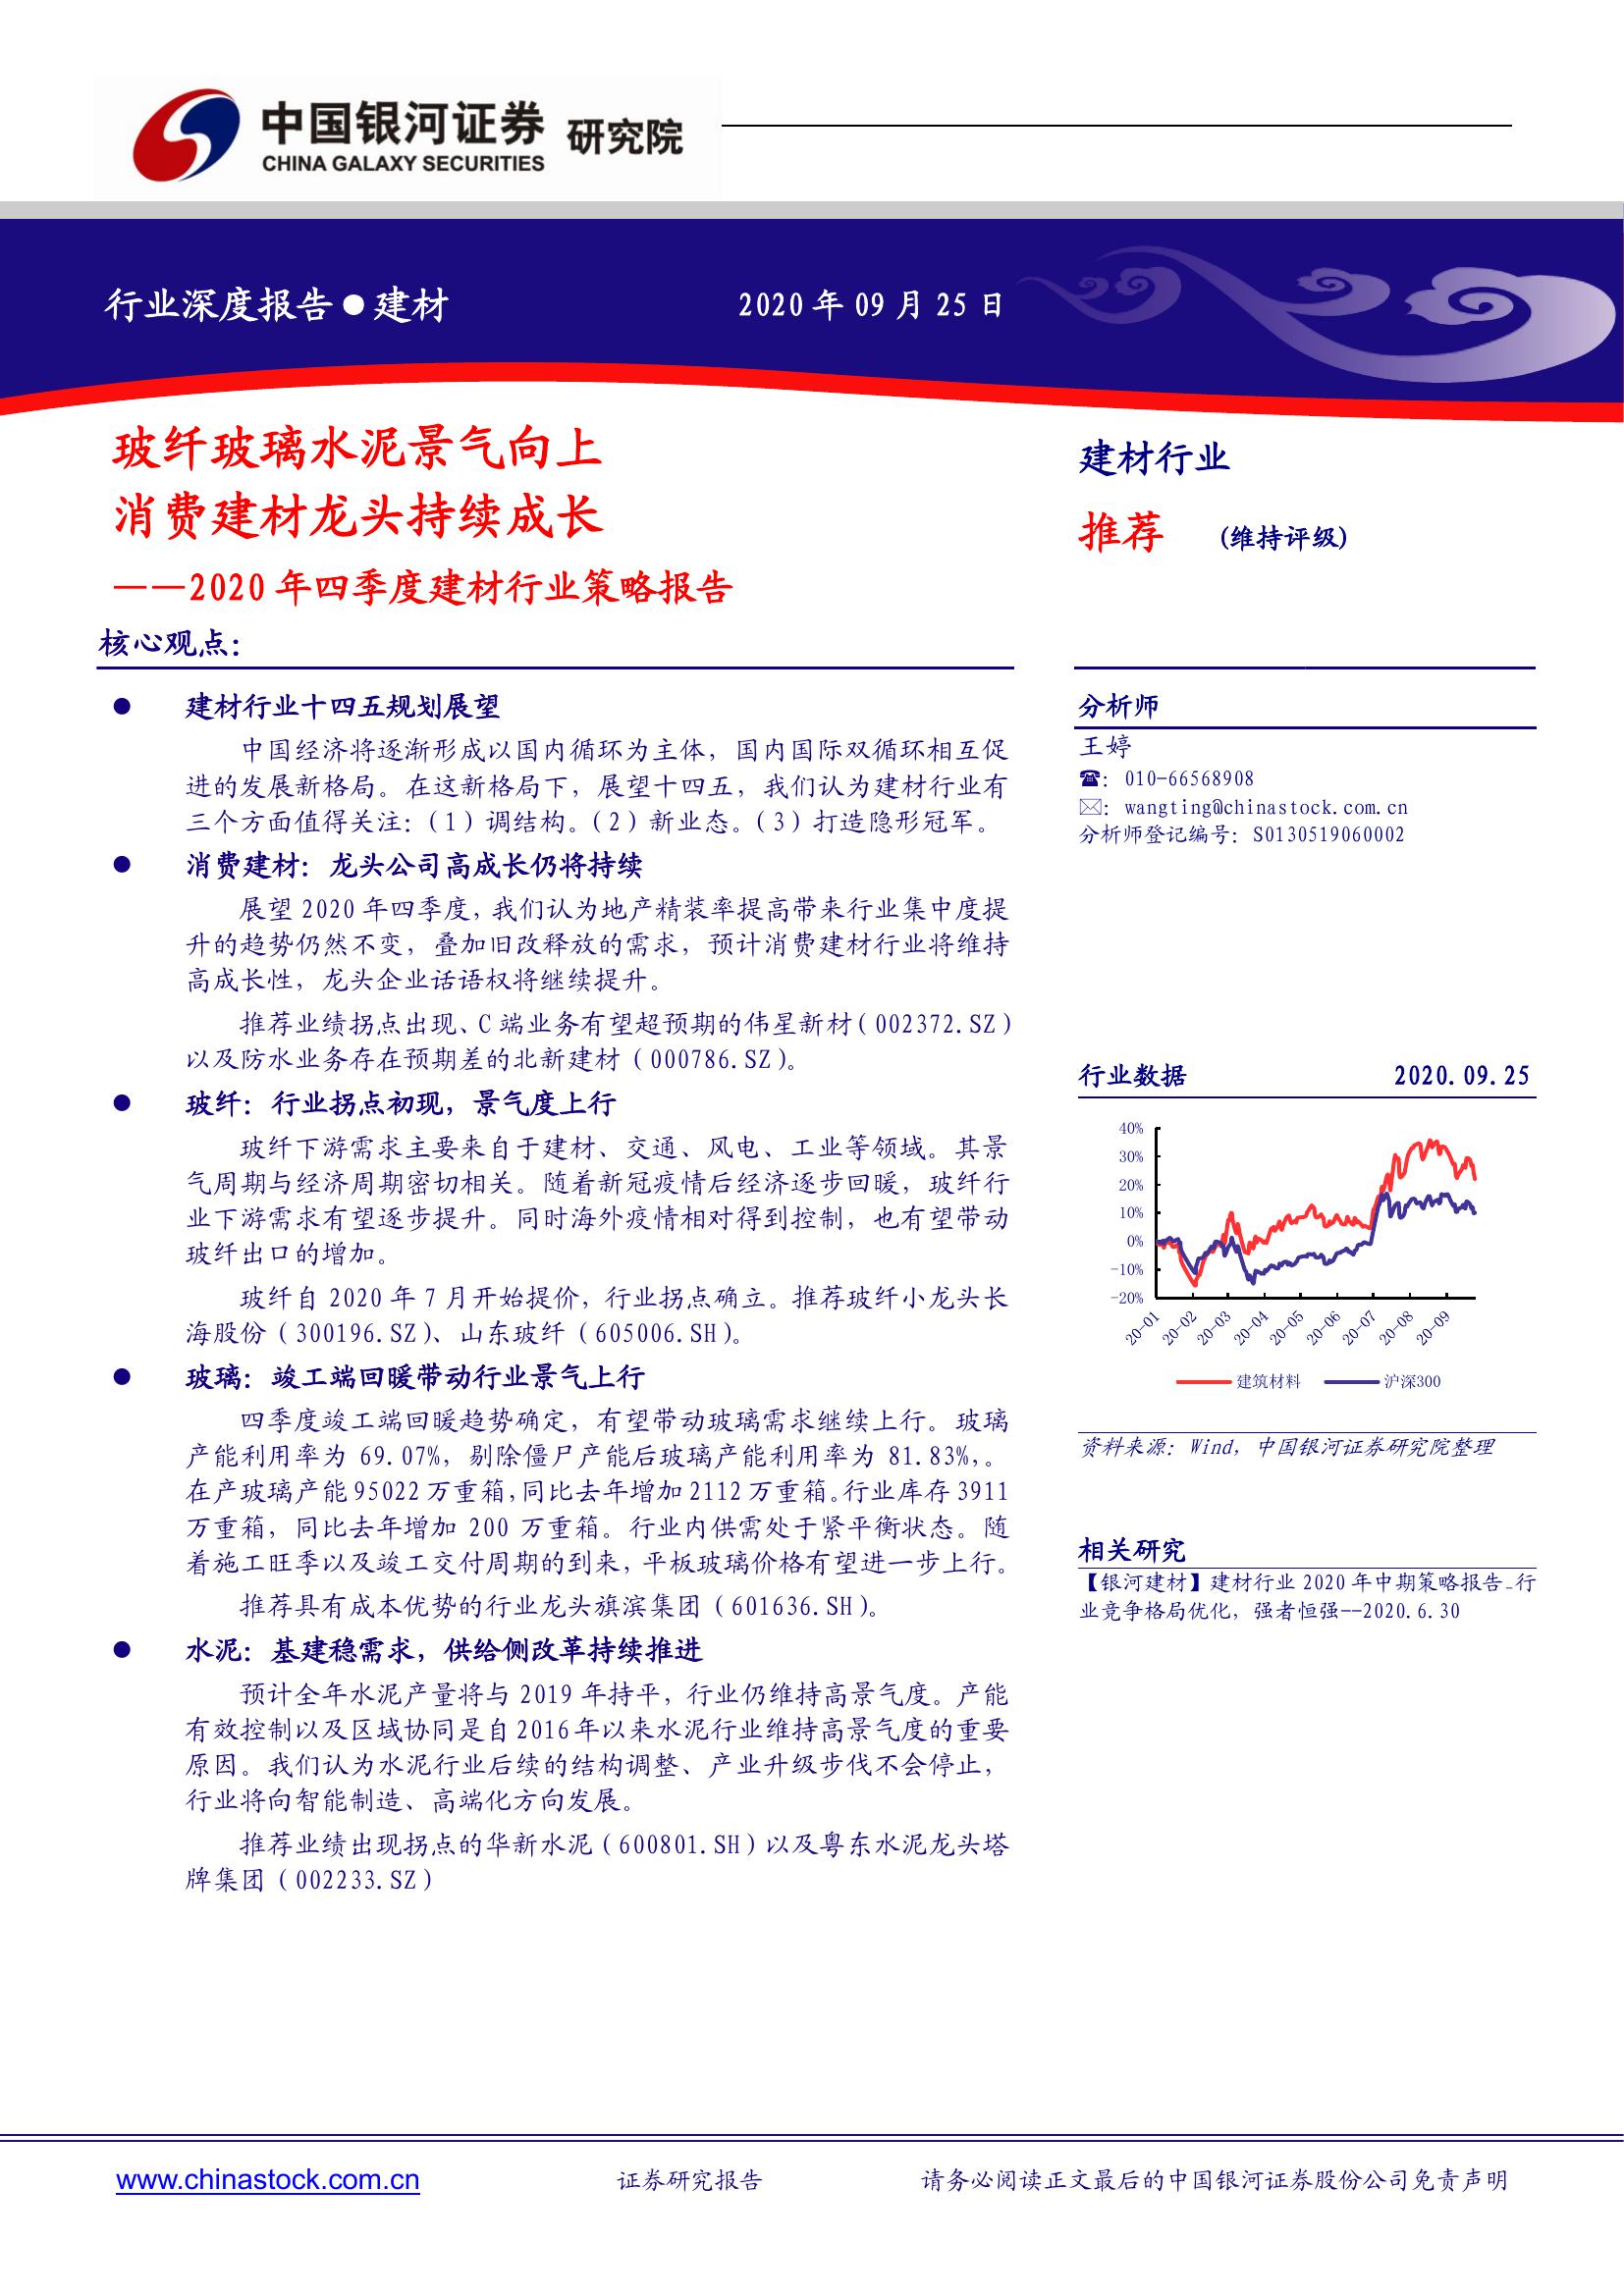 中国银河证券 研究院
CHINA GALAXY SECURITIES
行业深度报告●建材 2020 年 09 月 25 日
玻纤玻璃水泥景气向上
消费建材龙头持续成长
——2020 年四季度建材行业策略报告
核心观点：
● 建材行业十四五规划展望
中国经济将逐渐形成以国内循环为主体，国内国际双循环相互促
进的发展新格局。在这新格局下，展望十四五，我们认为建材行业有
三个方面值得关注：（1）调结构。（2）新业态。（3）打造隐形冠军。
● 消费建材：龙头公司高成长仍将持续
展望 2020 年四季度，我们认为地产精装率提高带来行业集中度提
升的趋势仍然不变，叠加旧改释放的需求，预计消费建材行业将维持
高成长性，龙头企业话语权将继续提升。
推荐业绩拐点出现、C 端业务有望超预期的伟星新材（002372.SZ）
以及防水业务存在预期差的北新建材（000786.SZ）。
● 玻纤：行业拐点初现，景气度上行
玻纤下游需求主要来自于建材、交通、风电、工业等领域。其景
气周期与经济周期密切相关。随着新冠疫情后经济逐步回暖，玻纤行
业下游需求有望逐步提升。同时海外疫情相对得到控制，也有望带动
玻纤出口的增加。
玻纤自 2020 年 7 月开始提价，行业拐点确立。推荐玻纤小龙头长
海股份（300196.SZ）、山东玻纤（605006.SH）。
● 玻璃：竣工端回暖带动行业景气上行
四季度竣工端回暖趋势确定，有望带动玻璃需求继续上行。玻璃
产能利用率为 69.07%，剔除僵尸产能后玻璃产能利用率为 81.83%，。
在产玻璃产能 95022 万重箱，同比去年增加 2112 万重箱。行业库存 3911
万重箱，同比去年增加 200 万重箱。行业内供需处于紧平衡状态。随
着施工旺季以及竣工交付周期的到来，平板玻璃价格有望进一步上行。
推荐具有成本优势的行业龙头旗滨集团（601636.SH）。
● 水泥：基建稳需求，供给侧改革持续推进
预计全年水泥产量将与 2019 年持平，行业仍维持高景气度。产能
有效控制以及区域协同是自 2016 年以来水泥行业维持高景气度的重要
原因。我们认为水泥行业后续的结构调整、产业升级步伐不会停止，
行业将向智能制造、高端化方向发展。
推荐业绩出现拐点的华新水泥（600801.SH）以及粤东水泥龙头塔
牌集团（002233.SZ）
建材行业
推荐 (维持评级)
分析师
王婷
☎： 010-66568908
✉： wangting@chinastock.com.cn
分析师登记编号： S0130519060002
行业数据 2020.09.25
40%
30%
20%
10%
0%
-10%
-20%
20-01 20-02 20-03 20-04 20-05 20-06 20-07 20-08 20-09
建筑材料 沪深300
资料来源：Wind，中国银河证券研究院整理
相关研究
【银河建材】建材行业 2020 年中期策略报告_行
业竞争格局优化，强者恒强--2020.6.30
www.chinastock.com.cn 证券研究报告 请务必阅读正文最后的中国银河证券股份公司免责声明